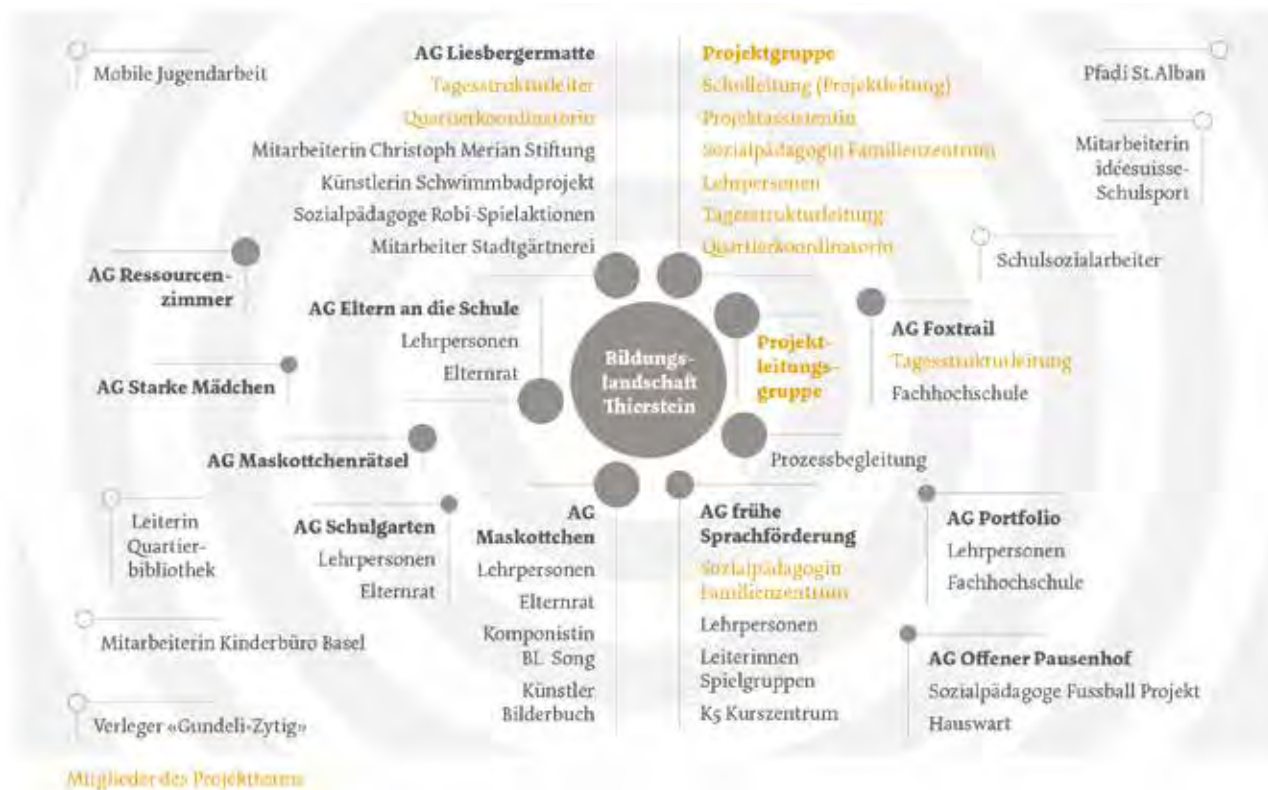 Mobile Jugendarbeit
AG Liesbergermatte
Tagesstrukturleiter
Quartierkoordinatorin
Mitarbeiterin Christoph Merian Stiftung
Künstlerin Schwimmbadprojekt
Sozialpädagoge Robi-Spielaktionen
Mitarbeiter Stadtgärtnerei
Projektgruppe
Schulleitung (Projektleitung)
Projektassistentin
Sozialpädagogin Familienzentrum
Lehrpersonen
Tagesstrukturleitung
Quartierkoordinatorin
Pfadi St.Alban
Mitarbeiterin
idéesuisse-
Schulsport
Schulsozialarbeiter
AG Ressourcen-
zimmer
AG Eltern an die Schule
Lehrpersonen
Elternrat
Bildungs-
landschaft
Thierstein
Projekt-
leitungs-
gruppe
AG Foxtrail
Tagesstrukturleitung
Fachhochschule
AG Starke Mädchen
AG Maskottchenrätsel
Prozessbegleitung
Leiterin
Quartier-
bibliothek
AG Schulgarten
Lehrpersonen
Elternrat
AG
Maskottchen
Lehrpersonen
Elternrat
Komponistin
BL Song
Künstler
Bilderbuch
AG frühe
Sprachförderung
Sozialpädagogin
Familienzentrum
Lehrpersonen
Leiterinnen
Spielgruppen
K5 Kurszentrum
AG Portfolio
Lehrpersonen
Fachhochschule
Mitarbeiterin Kinderbüro Basel
AG Offener Pausenhof
Sozialpädagoge Fussball Projekt
Hauswart
Verleger «Gundeli-Zytig»
Mitglieder des Projektteams